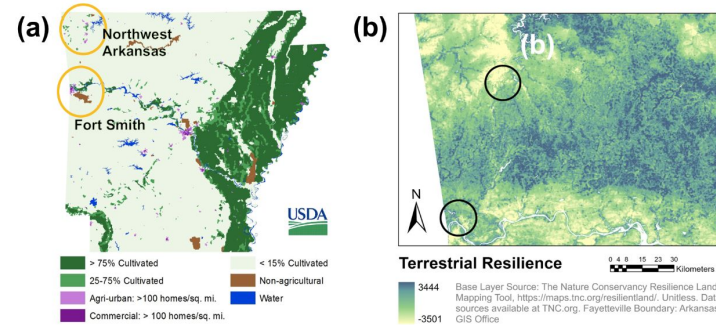 (a)
Northwest
Arkansas
Fort Smith
USDA
> 75% Cultivated
< 15% Cultivated
25-75% Cultivated
Non-agricultural
Agri-urban: >100 homes/sq. mi.
Water
Commercial: > 100 homes/sq. mi.
(b)
(b)
N
Terrestrial Resilience
0 4 8 15 22 30
Kilometers
3444
-3501
Base Layer Source: The Nature Conservancy Resilience Land
Mapping Tool, https://maps.tnc.org/resilientland/. Unitless. Dat
sources available at TNC.org. Fayetteville Boundary: Arkansas
GIS Office